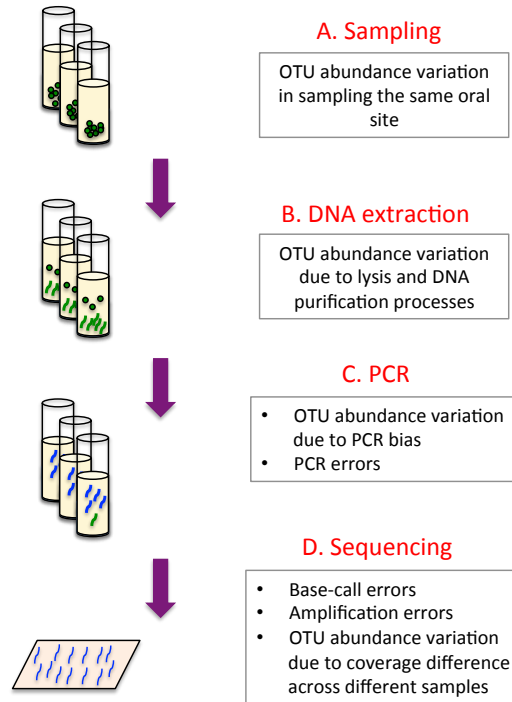 A. Sampling
OTU abundance variation
in sampling the same oral
site
B. DNA extraction
OTU abundance variation
due to lysis and DNA
purification processes
C. PCR
• OTU abundance variation
due to PCR bias
• PCR errors
D. Sequencing
• Base-call errors
• Amplification errors
• OTU abundance variation
due to coverage difference
across different samples